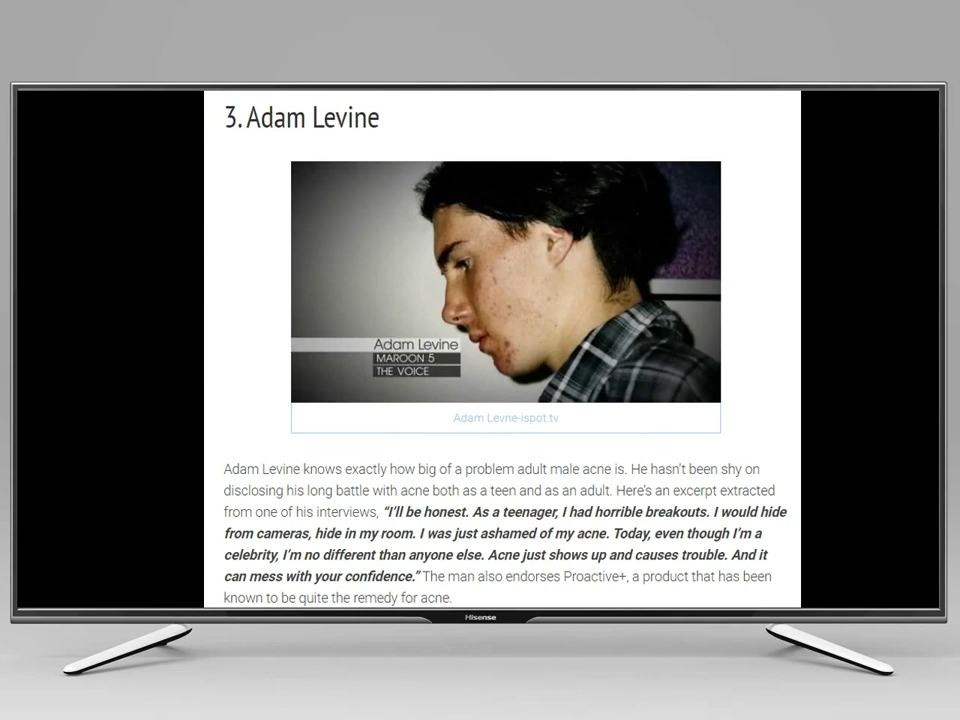 3. Adam Levine
Adam Levine
MAROON 5
THE VOICE
Adam Levne-ispot.tv
Adam Levine knows exactly how big of a problem adult male acne is. He hasn't been shy on
disclosing his long battle with acne both as a teen and as an adult. Here's an excerpt extracted
from one of his interviews, “I'll be honest. As a teenager, I had horrible breakouts. I would hide
from cameras, hide in my room. I was just ashamed of my acne. Today, even though I'm a
celebrity, I'm no different than anyone else. Acne just shows up and causes trouble. And it
can mess with your confidence.” The man also endorses Proactive+, a product that has been
known to be quite the remedy for acne.
Hisense